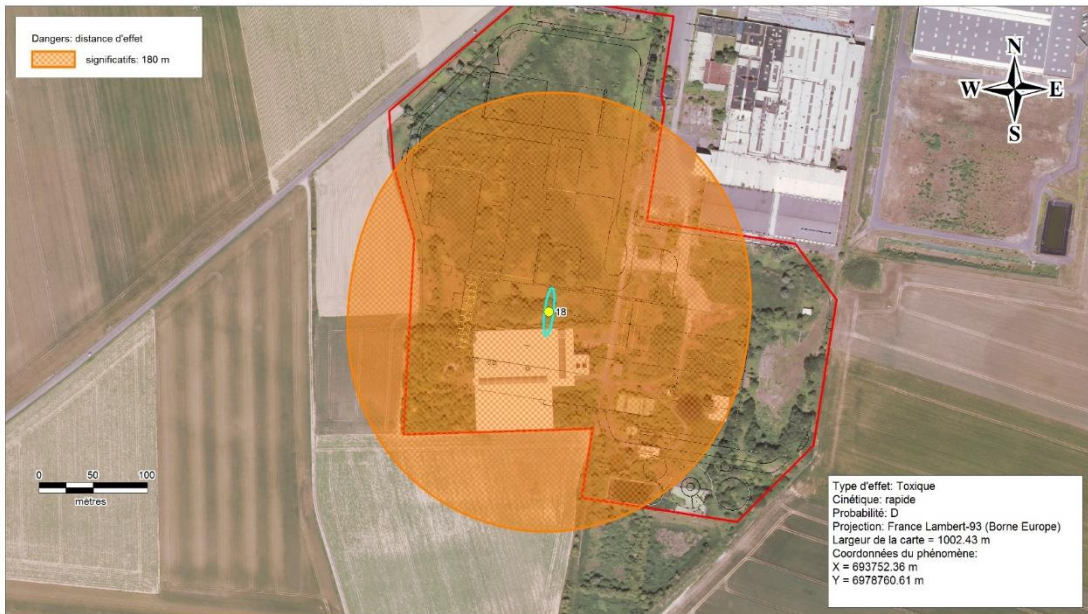 Dangers: distance d'effet
significatifs: 180 m
N
W
E
S
18
0
50
100
mètres
Type d'effet: Toxique
Cinétique: rapide
Probabilité: D
Projection: France Lambert-93 (Borne Europe)
Largeur de la carte = 1002.43 m
Coordonnées du phénomène:
X = 693752.36 m
Y = 6978760.61 m